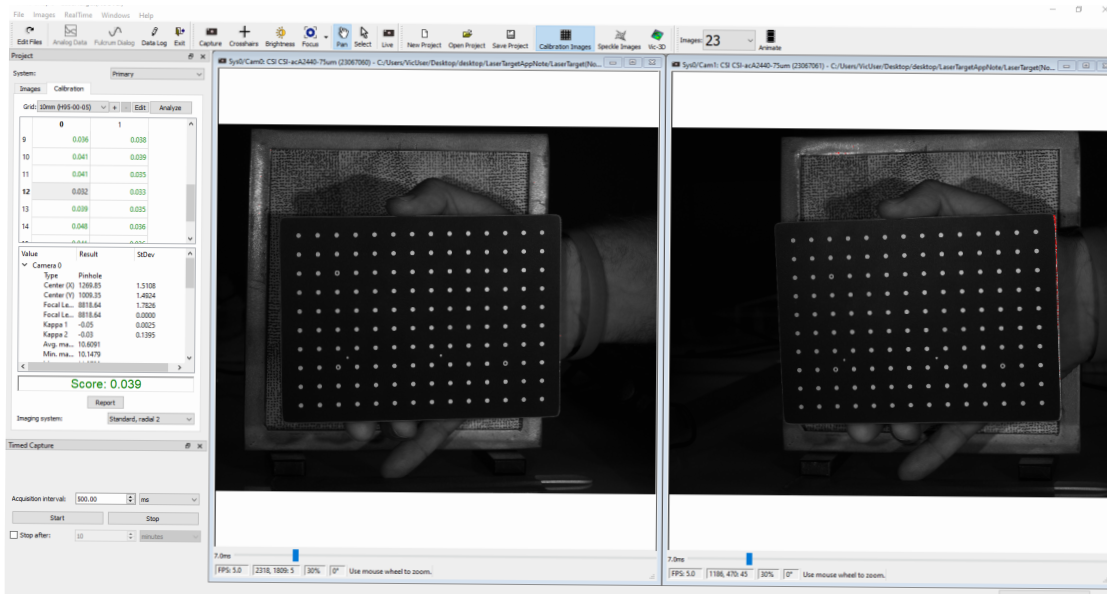 File Images RealTime Windows Help
Edit Files Analog Data Fulcrum Dialog Data Log Exit Capture Crosshairs Brightness Focus Pan Select Live New Project Open Project Save Project Calibration Images Speckle Images Vic-3D Images: 23 Animate
Project
System: Primary
Images Calibration
Grid: 10mm (H95-00-05) + - Edit Analyze
0 1
9 0.036 0.038
10 0.041 0.039
11 0.041 0.035
12 0.032 0.033
13 0.039 0.035
14 0.048 0.036
Value Result StdDev
Camera 0
Type Pinhole
Center (X) 1269.85 1.5108
Center (Y) 1009.35 1.4924
Focal Le... 8818.64 1.7826
Focal Le... 8818.64 0.0000
Kappa 1 -0.05 0.0025
Kappa 2 -0.03 0.1395
Avg. ma... 10.6091
Min. ma... 10.1479
Score: 0.039
Report
Imaging system: Standard, radial 2
Timed Capture
Acquisition interval: 500.00 ms
Start Stop
Stop after: 10 minutes
Sys0/Cam0: CSI CSI-acA2440-75um (23067060) - C:/Users/VicUser/Desktop/desktop/LaserTargetAppNote/LaserTarget(No...
7.0ms
FPS: 5.0 2318, 1809: 5 30% 0° Use mouse wheel to zoom.
Sys0/Cam1: CSI CSI-acA2440-75um (23067061) - C:/Users/VicUser/Desktop/desktop/LaserTargetAppNote/LaserTarget(No...
7.0ms
FPS: 5.0 1186, 470: 45 30% 0° Use mouse wheel to zoom.